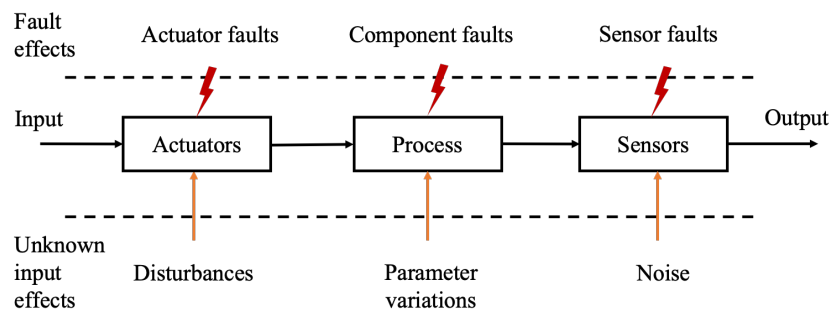 Fault
effects
Actuator faults
Component faults
Sensor faults
Input
Actuators
Process
Sensors
Output
Unknown
input
effects
Disturbances
Parameter
variations
Noise